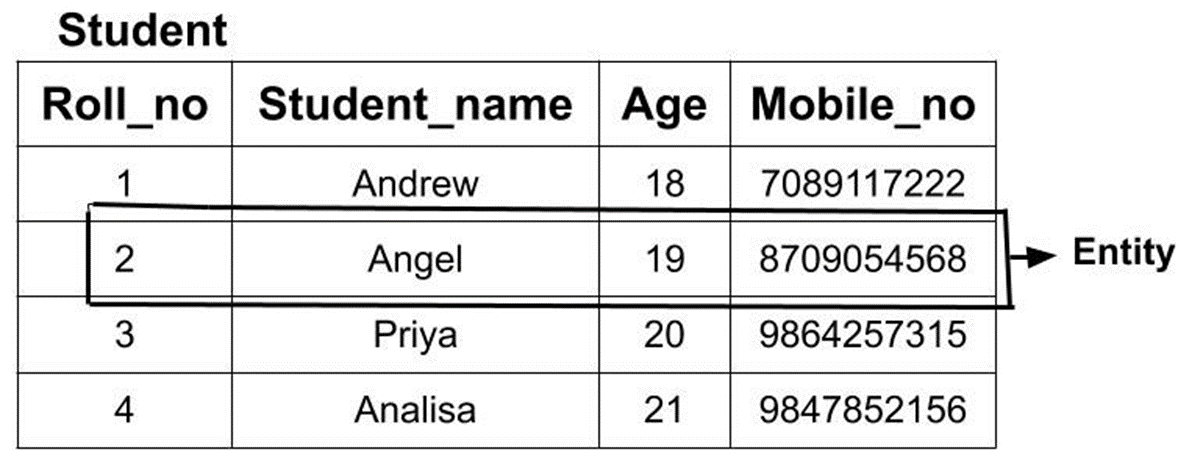 Student
Roll_no Student_name Age Mobile_no
1 Andrew 18 7089117222
2 Angel 19 8709054568
Entity
3 Priya 20 9864257315
4 Analisa 21 9847852156